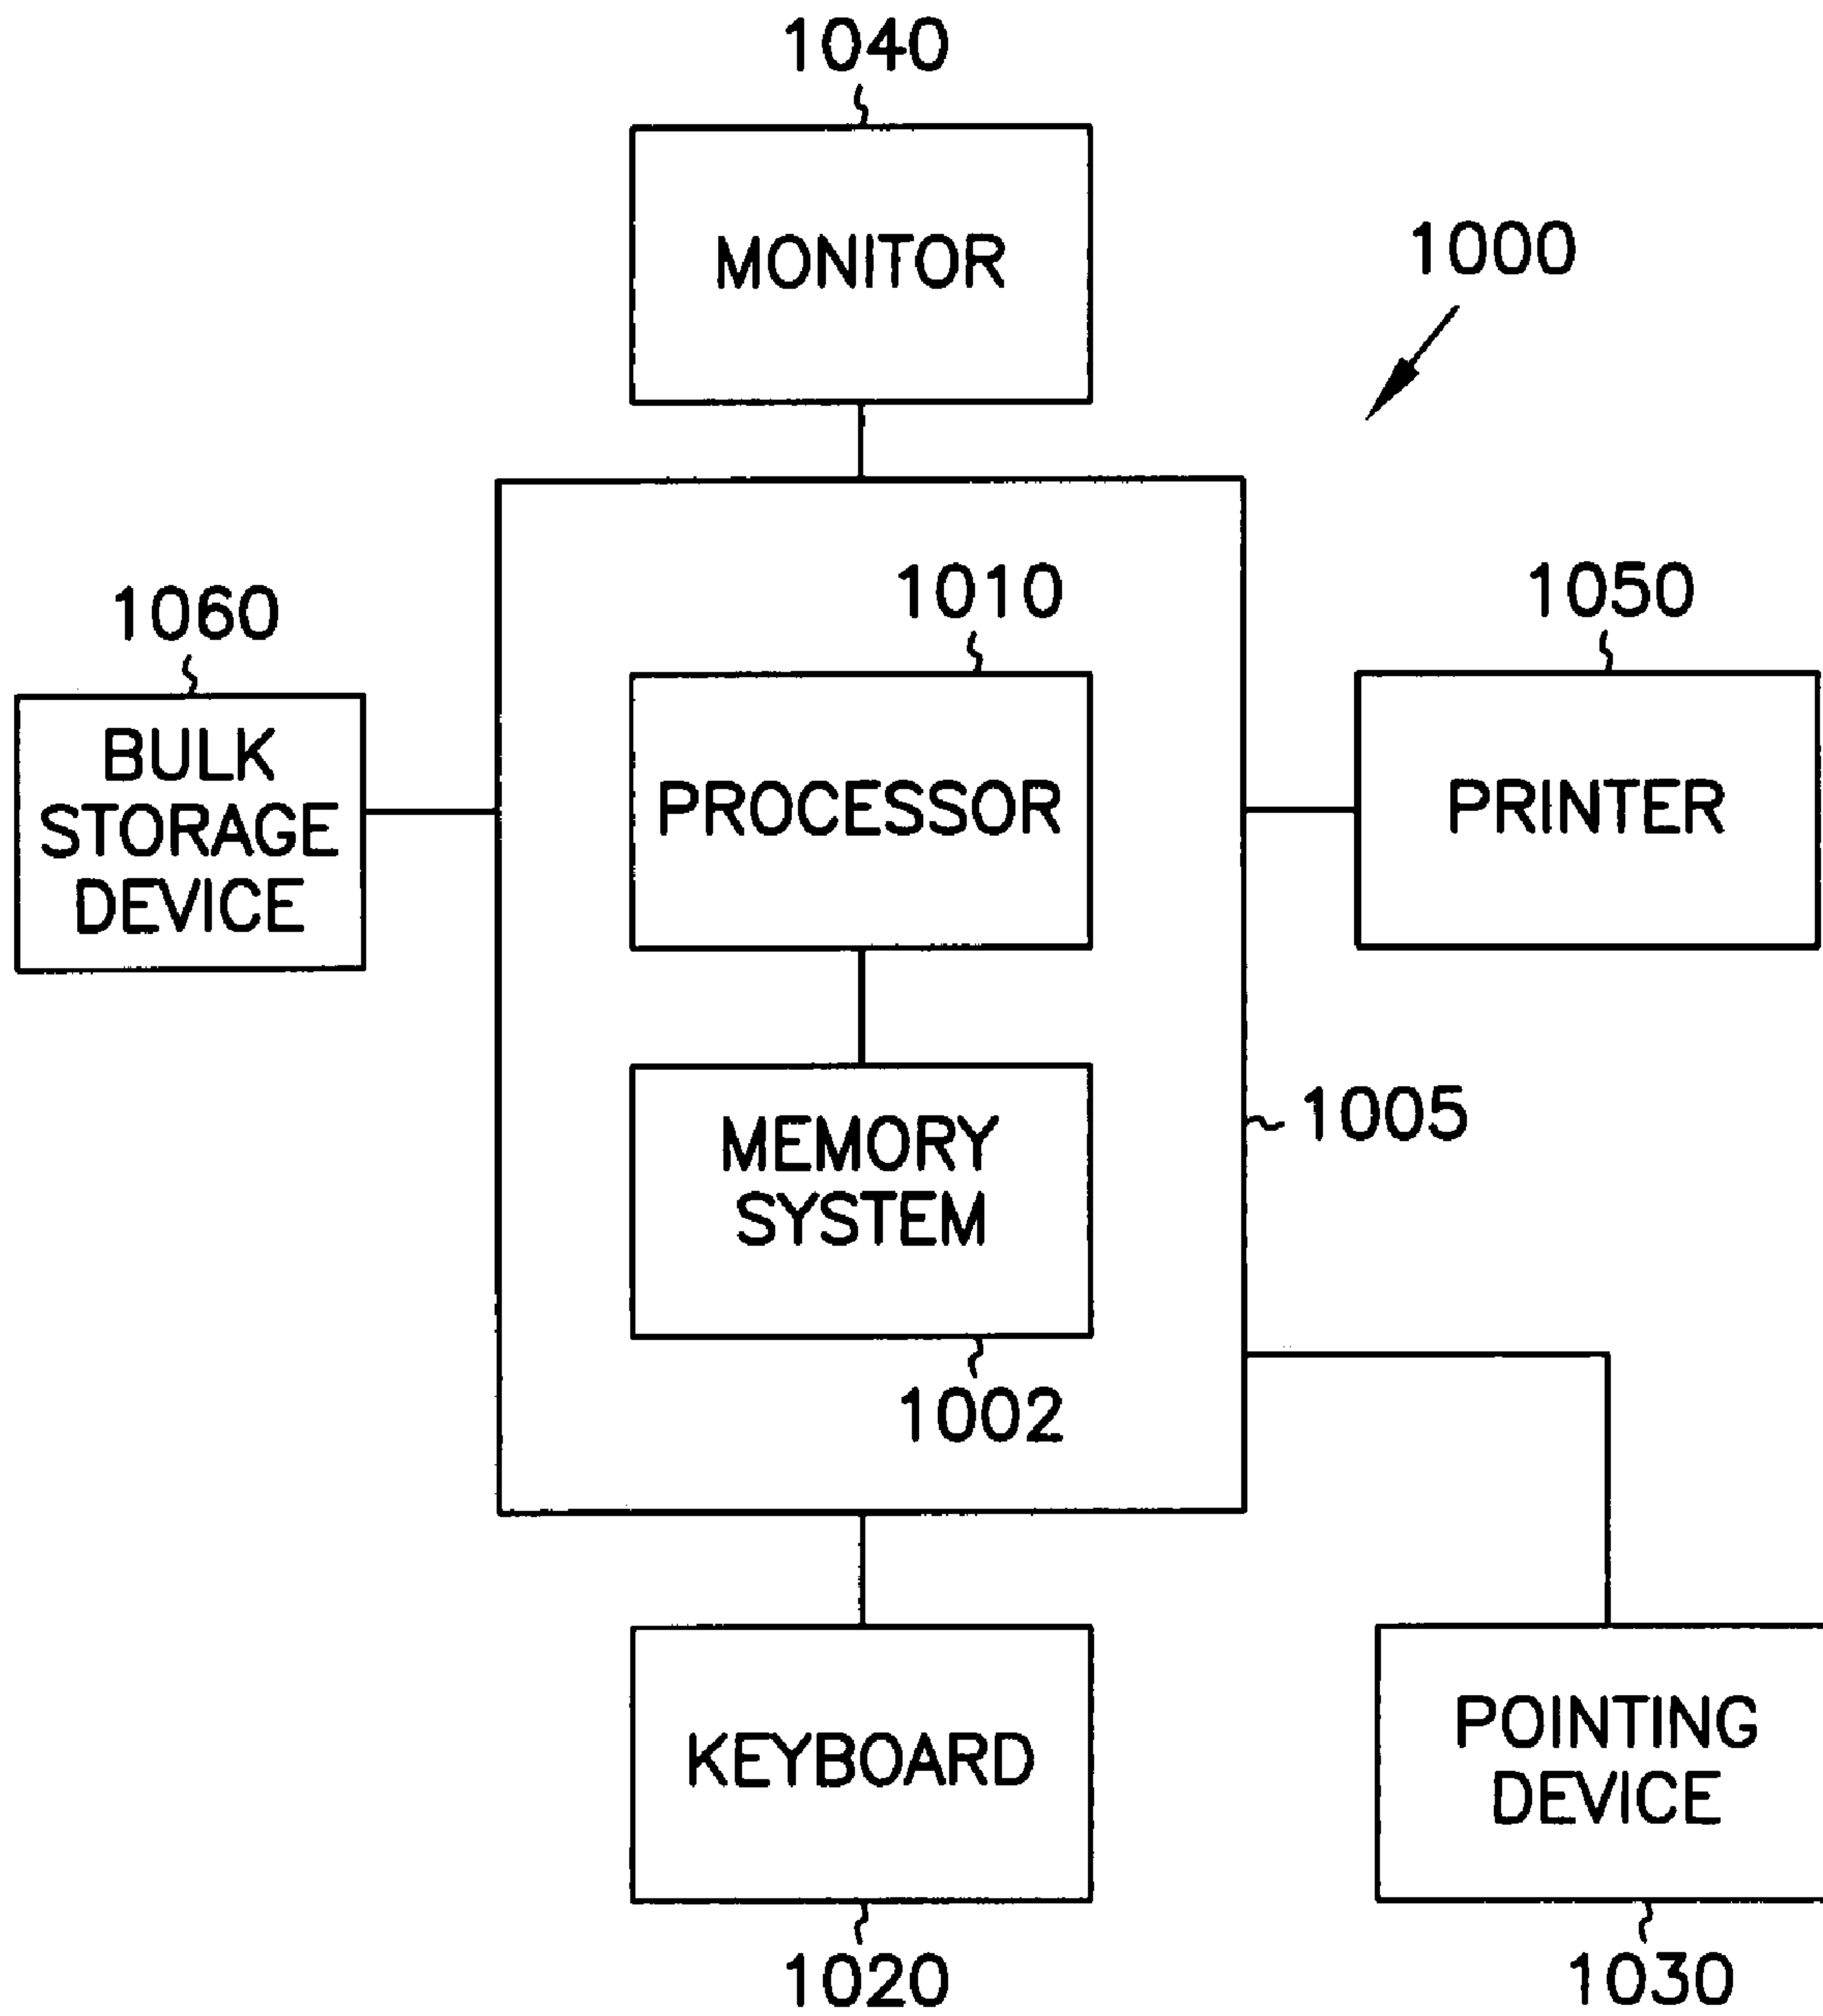 1040
MONITOR
1000
1010
1060
1050
BULK
STORAGE
DEVICE
PROCESSOR
PRINTER
1005
MEMORY
SYSTEM
1002
KEYBOARD
POINTING
DEVICE
1020
1030